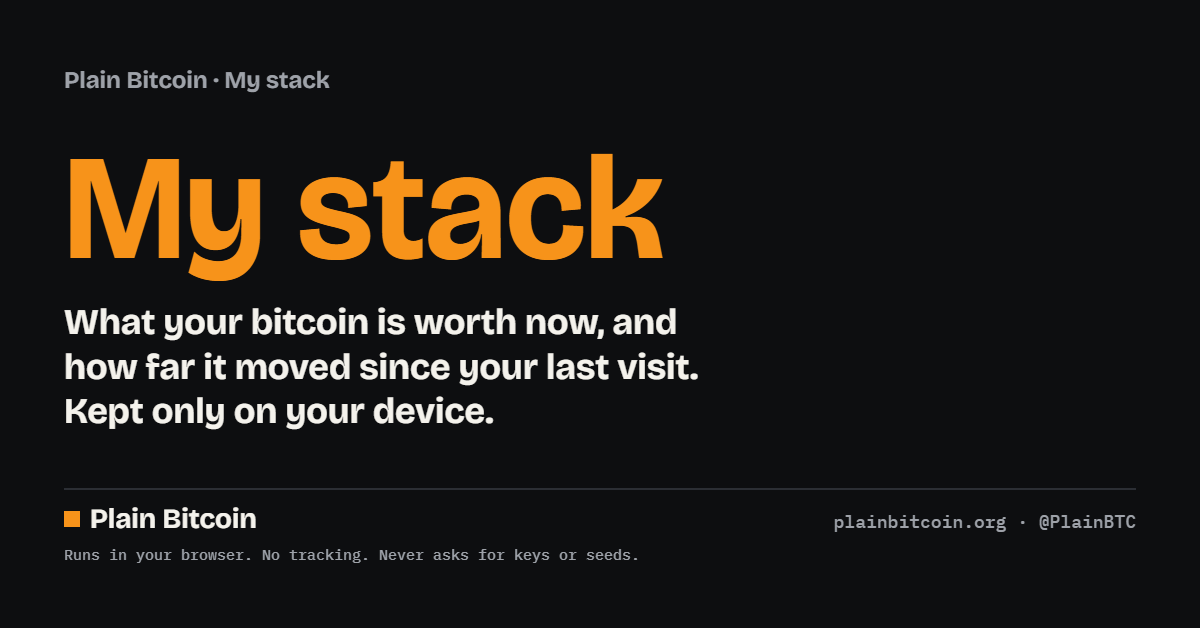 Plain Bitcoin · My stack
My stack
What your bitcoin is worth now, and
how far it moved since your last visit.
Kept only on your device.
Plain Bitcoin
plainbitcoin.org · @PlainBTC
Runs in your browser. No tracking. Never asks for keys or seeds.